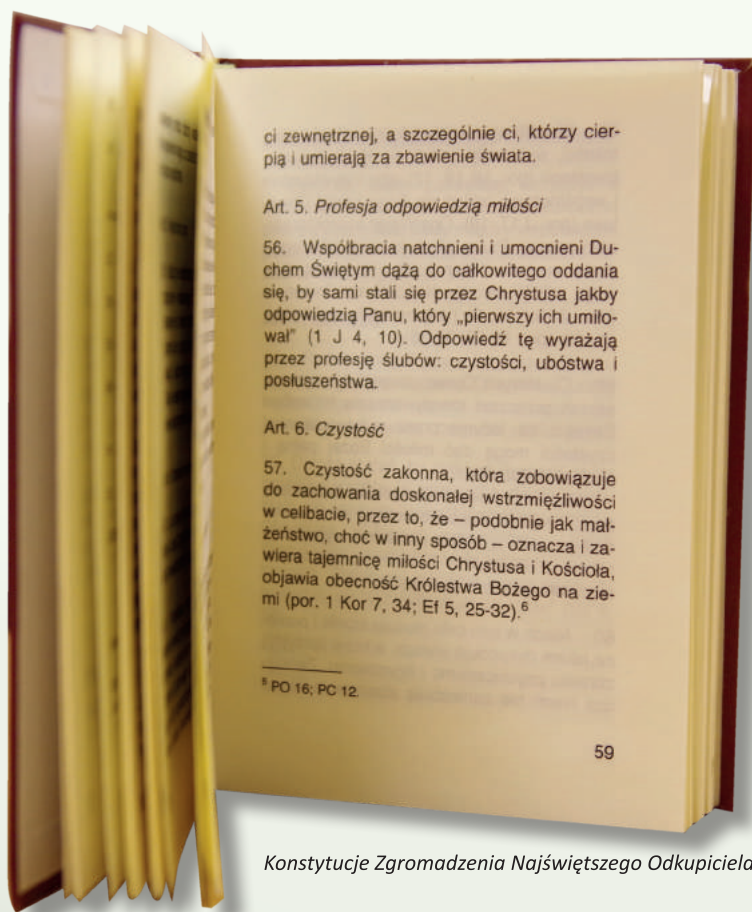 ci zewnętrznej, a szczególnie ci, którzy cier-
pią i umierają za zbawienie świata.
Art. 5. Profesja odpowiedzią miłości
56. Współbracia natchnieni i umocnieni Du-
chem Świętym dążą do całkowitego oddania
się, by sami stali się przez Chrystusa jakby
odpowiedzią Panu, który „pierwszy ich umiło-
wał” (1 J 4, 10). Odpowiedź tę wyrażają
przez profesję ślubów: czystości, ubóstwa i
posłuszeństwa.
Art. 6. Czystość
57. Czystość zakonna, która zobowiązuje
do zachowania doskonałej wstrzmięźliwości
w celibacie, przez to, że – podobnie jak mał-
żeństwo, choć w inny sposób – oznacza i za-
wiera tajemnicę miłości Chrystusa i Kościoła,
objawia obecność Królestwa Bożego na zie-
mi (por. 1 Kor 7, 34; Ef 5, 25-32).⁶
⁶ PO 16; PC 12.
59
Konstytucje Zgromadzenia Najświętszego Odkupiciela